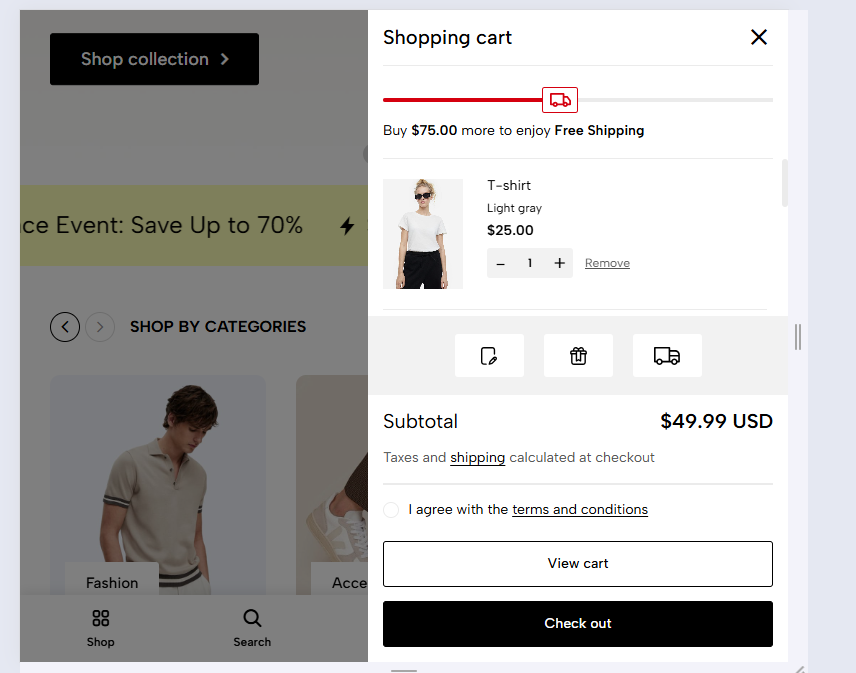 Shop collection
ce Event: Save Up to 70%
SHOP BY CATEGORIES
Fashion
Acce
Shop
Search
Shopping cart
Buy $75.00 more to enjoy Free Shipping
T-shirt
Light gray
$25.00
– 1 +
Remove
Subtotal
$49.99 USD
Taxes and shipping calculated at checkout
I agree with the terms and conditions
View cart
Check out